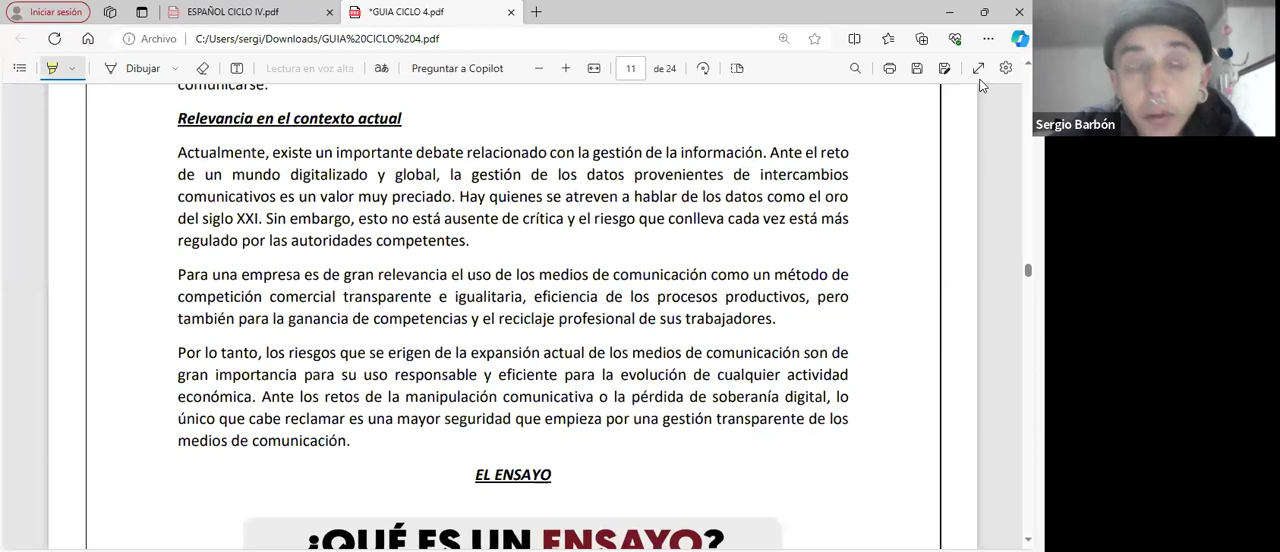 Iniciar sesión
ESPAÑOL CICLO IV.pdf
*GUIA CICLO 4.pdf
Archivo
C:/Users/sergi/Downloads/GUIA%20CICLO%204.pdf
Dibujar
Lectura en voz alta
aあ
Preguntar a Copilot
11
de 24
comunicarse.
Relevancia en el contexto actual
Actualmente, existe un importante debate relacionado con la gestión de la información. Ante el reto
de un mundo digitalizado y global, la gestión de los datos provenientes de intercambios
comunicativos es un valor muy preciado. Hay quienes se atreven a hablar de los datos como el oro
del siglo XXI. Sin embargo, esto no está ausente de crítica y el riesgo que conlleva cada vez está más
regulado por las autoridades competentes.
Para una empresa es de gran relevancia el uso de los medios de comunicación como un método de
competición comercial transparente e igualitaria, eficiencia de los procesos productivos, pero
también para la ganancia de competencias y el reciclaje profesional de sus trabajadores.
Por lo tanto, los riesgos que se erigen de la expansión actual de los medios de comunicación son de
gran importancia para su uso responsable y eficiente para la evolución de cualquier actividad
económica. Ante los retos de la manipulación comunicativa o la pérdida de soberanía digital, lo
único que cabe reclamar es una mayor seguridad que empieza por una gestión transparente de los
medios de comunicación.
EL ENSAYO
¿QUÉ ES UN ENSAYO?
Sergio Barbón